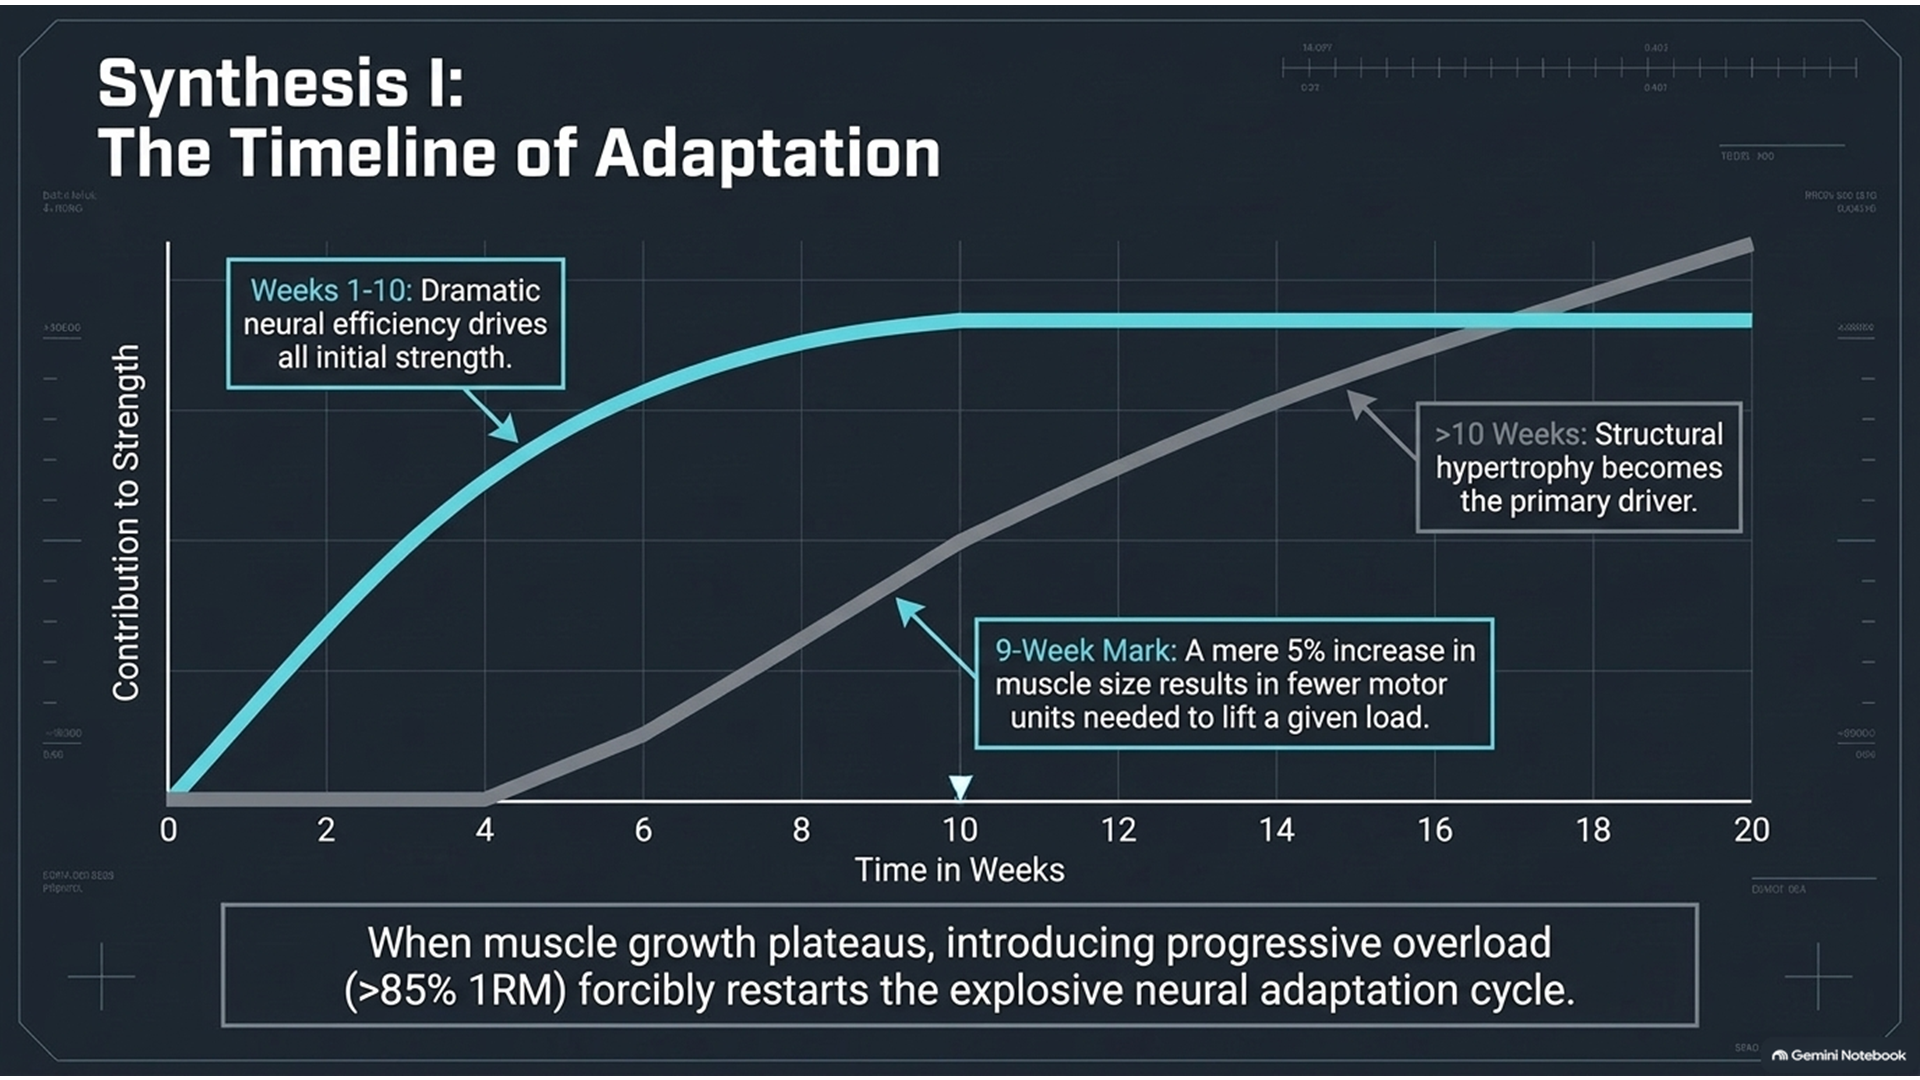 Synthesis I:
The Timeline of Adaptation
Weeks 1-10: Dramatic
neural efficiency drives
all initial strength.
>10 Weeks: Structural
hypertrophy becomes
the primary driver.
9-Week Mark: A mere 5% increase in
muscle size results in fewer motor
units needed to lift a given load.
Contribution to Strength
0 2 4 6 8 10 12 14 16 18 20
Time in Weeks
When muscle growth plateaus, introducing progressive overload
(>85% 1RM) forcibly restarts the explosive neural adaptation cycle.
Gemini Notebook